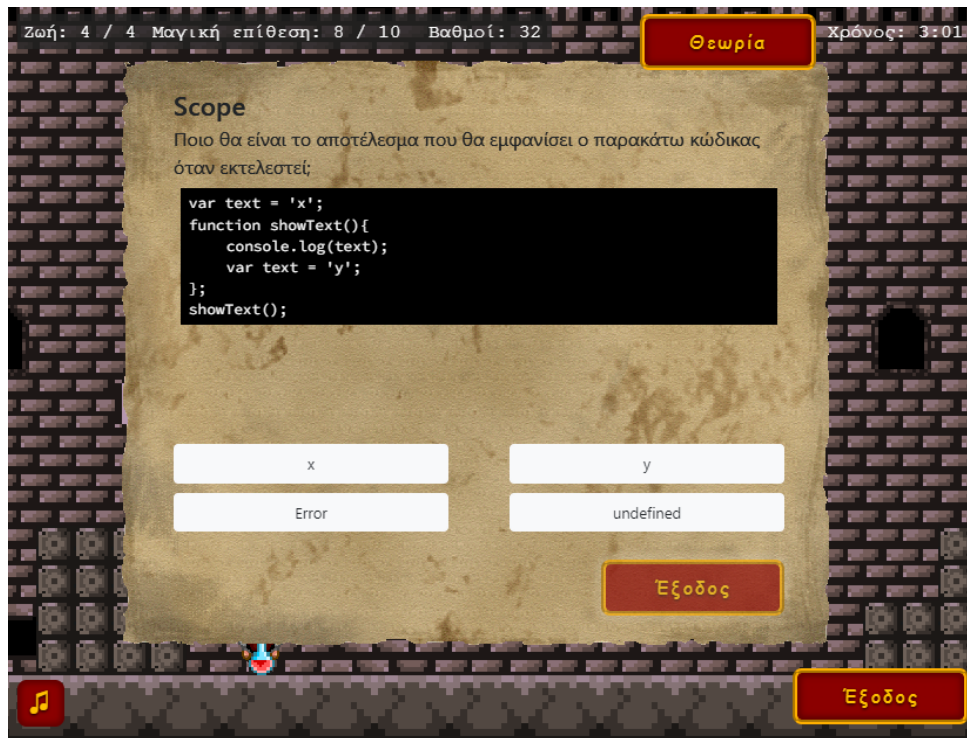 Ζωή: 4 / 4 Μαγική επίθεση: 8 / 10 Βαθμοί: 32 Θεωρία Χρόνος: 3:01
Scope
Ποιο θα είναι το αποτέλεσμα που θα εμφανίσει ο παρακάτω κώδικας
όταν εκτελεστεί;
var text = 'x';
function showText(){
    console.log(text);
    var text = 'y';
};
showText();
x y
Error undefined
Έξοδος
Έξοδος